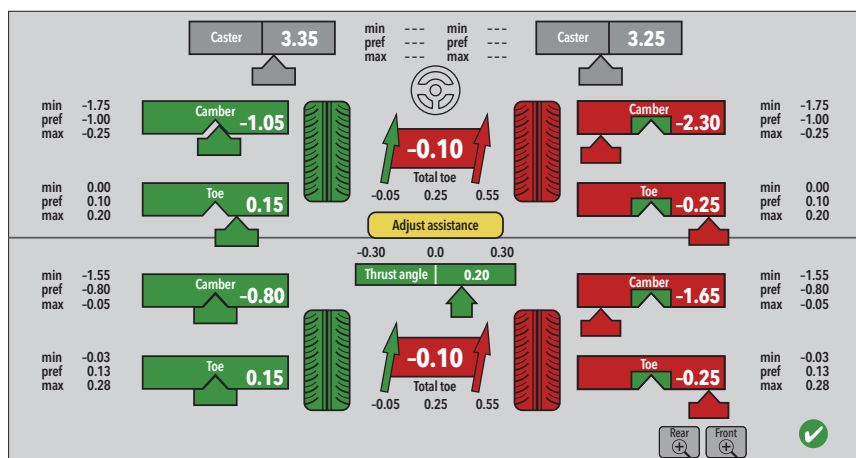 Caster 3.35
min --- --- min
pref --- --- pref
max --- --- max
Caster 3.25
min –1.75
pref –1.00
max –0.25
Camber
–1.05
Camber
–2.30
min –1.75
pref –1.00
max –0.25
–0.10
Total toe
–0.05 0.25 0.55
min 0.00
pref 0.10
max 0.20
Toe
0.15
Toe
–0.25
min 0.00
pref 0.10
max 0.20
Adjust assistance
–0.30 0.0 0.30
Thrust angle 0.20
min –1.55
pref –0.80
max –0.05
Camber
–0.80
Camber
–1.65
min –1.55
pref –0.80
max –0.05
–0.10
Total toe
–0.05 0.25 0.55
min –0.03
pref 0.13
max 0.28
Toe
0.15
Toe
–0.25
min –0.03
pref 0.13
max 0.28
Rear Front